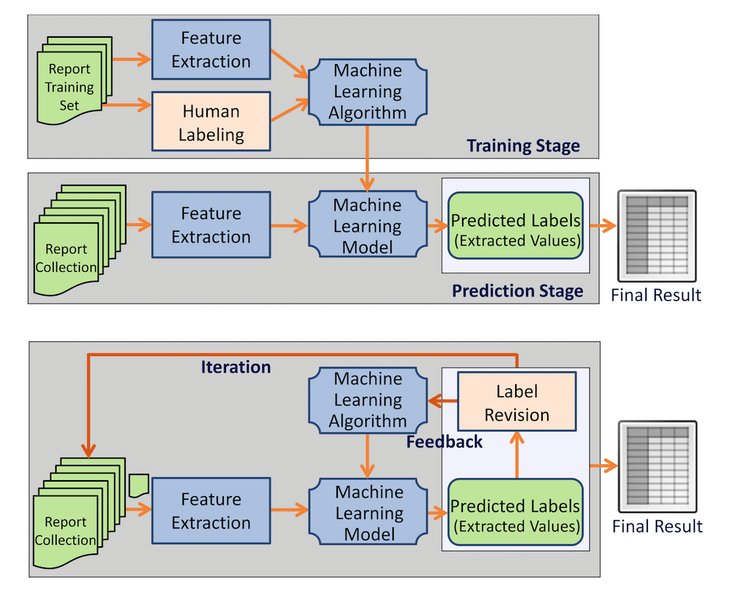 Report
Training
Set
Feature
Extraction
Human
Labeling
Machine
Learning
Algorithm
Training Stage
Report
Collection
Feature
Extraction
Machine
Learning
Model
Predicted Labels
(Extracted Values)
Prediction Stage
Final Result
Iteration
Machine
Learning
Algorithm
Label
Revision
Feedback
Report
Collection
Feature
Extraction
Machine
Learning
Model
Predicted Labels
(Extracted Values)
Final Result